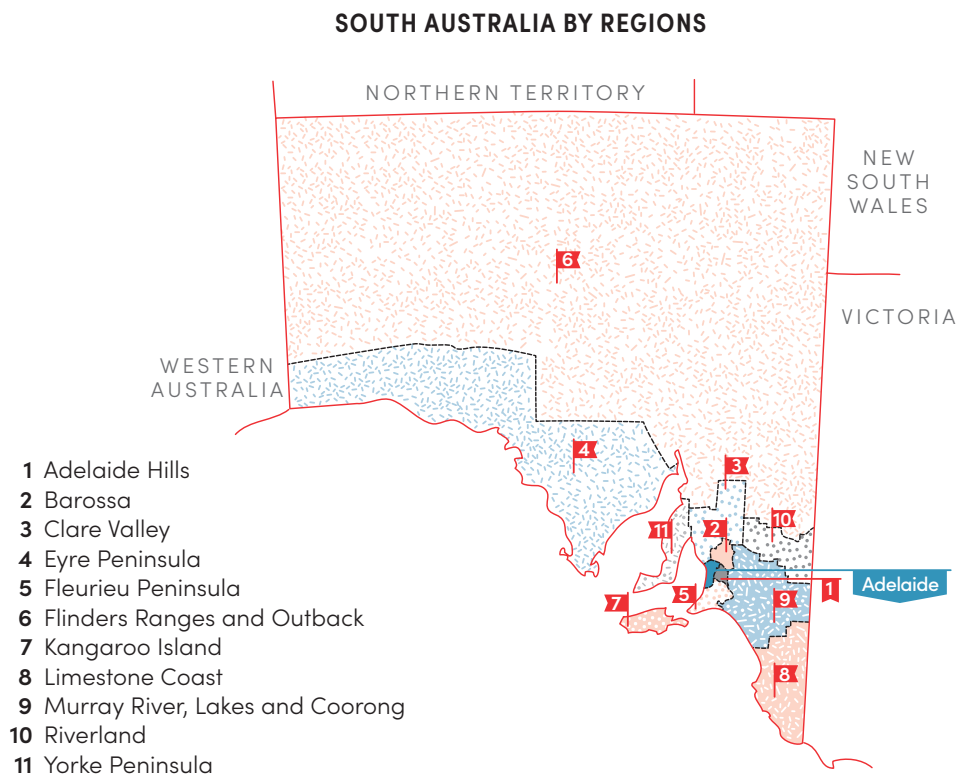 SOUTH AUSTRALIA BY REGIONS
NORTHERN TERRITORY
NEW
SOUTH
WALES
6
VICTORIA
WESTERN
AUSTRALIA
4
3
10
11
2
Adelaide
1
7
5
9
8
1 Adelaide Hills
2 Barossa
3 Clare Valley
4 Eyre Peninsula
5 Fleurieu Peninsula
6 Flinders Ranges and Outback
7 Kangaroo Island
8 Limestone Coast
9 Murray River, Lakes and Coorong
10 Riverland
11 Yorke Peninsula